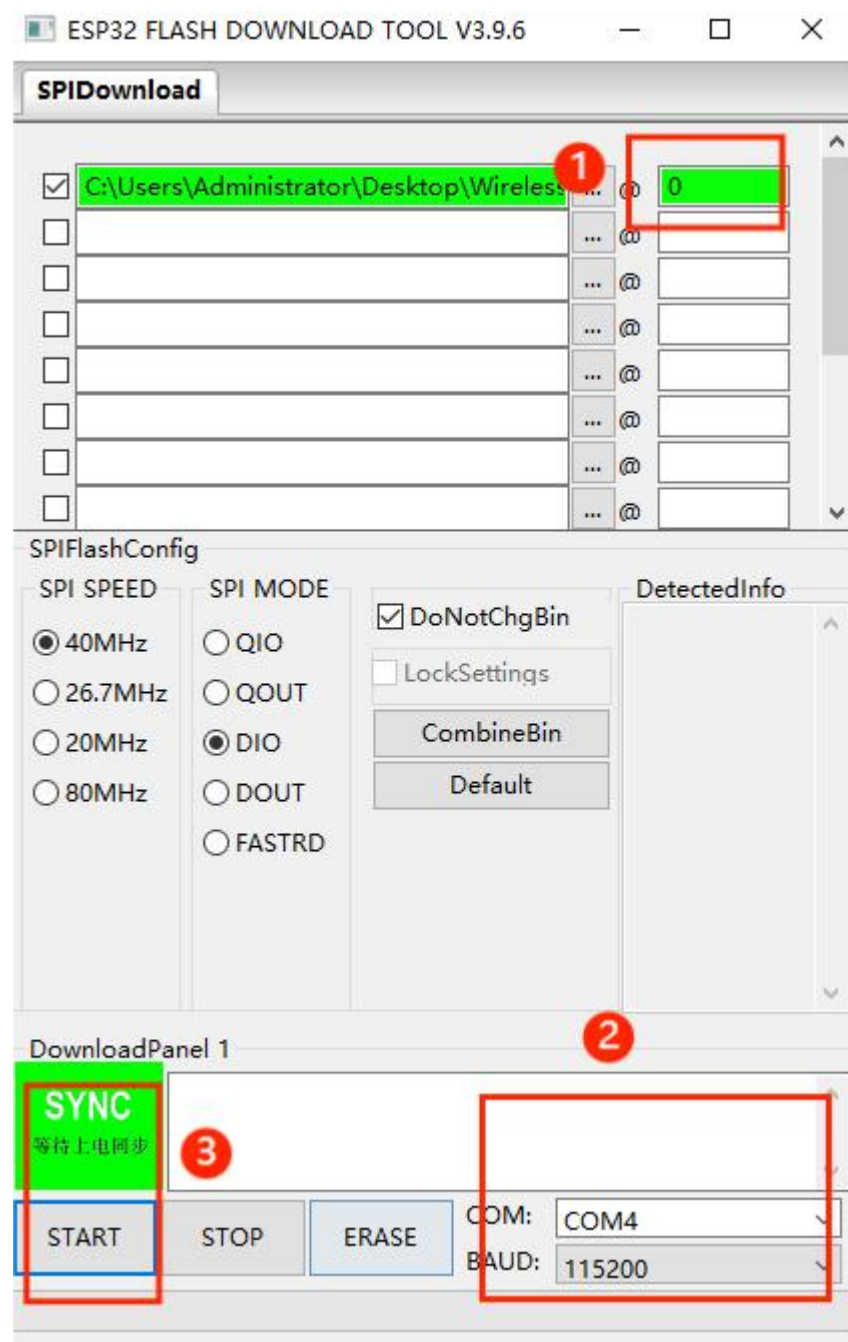 ESP32 FLASH DOWNLOAD TOOL V3.9.6
SPIDownload
1
C:\Users\Administrator\Desktop\Wireless ... @ 0
... @
... @
... @
... @
... @
... @
... @
SPIFlashConfig
SPI SPEED
40MHz
26.7MHz
20MHz
80MHz
SPI MODE
QIO
QOUT
DIO
DOUT
FASTRD
DoNotChgBin
LockSettings
CombineBin
Default
DetectedInfo
2
DownloadPanel 1
SYNC
等待上电同步
3
START
STOP
ERASE
COM: COM4
BAUD: 115200